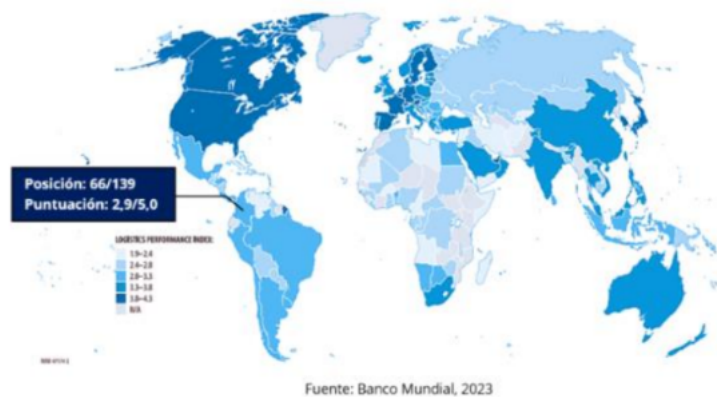 Posición: 66/139
Puntuación: 2,9/5,0
LOGISTICS PERFORMANCE INDEX:
1.9–2.4
2.4–2.8
2.8–3.3
3.3–3.8
3.8–4.3
N/A
Fuente: Banco Mundial, 2023